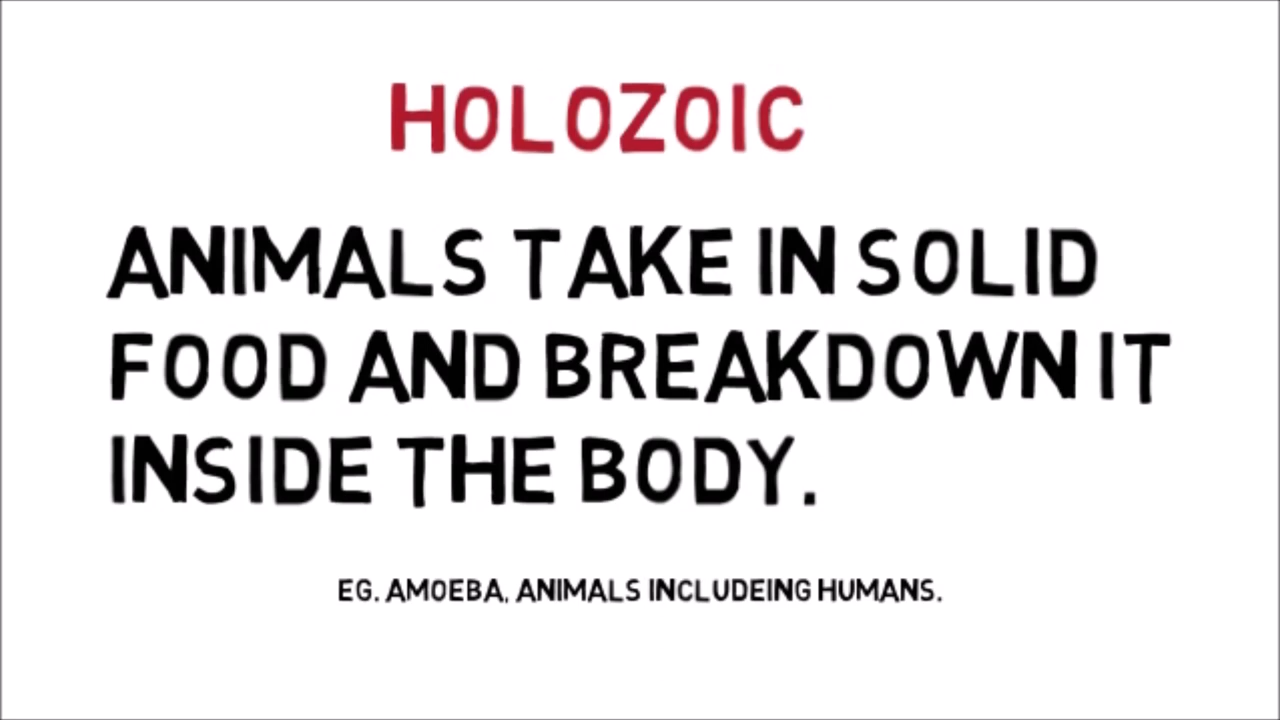 HOLOZOIC
ANIMALS TAKE IN SOLID
FOOD AND BREAKDOWN IT
INSIDE THE BODY.
EG. AMOEBA, ANIMALS INCLUDEING HUMANS.